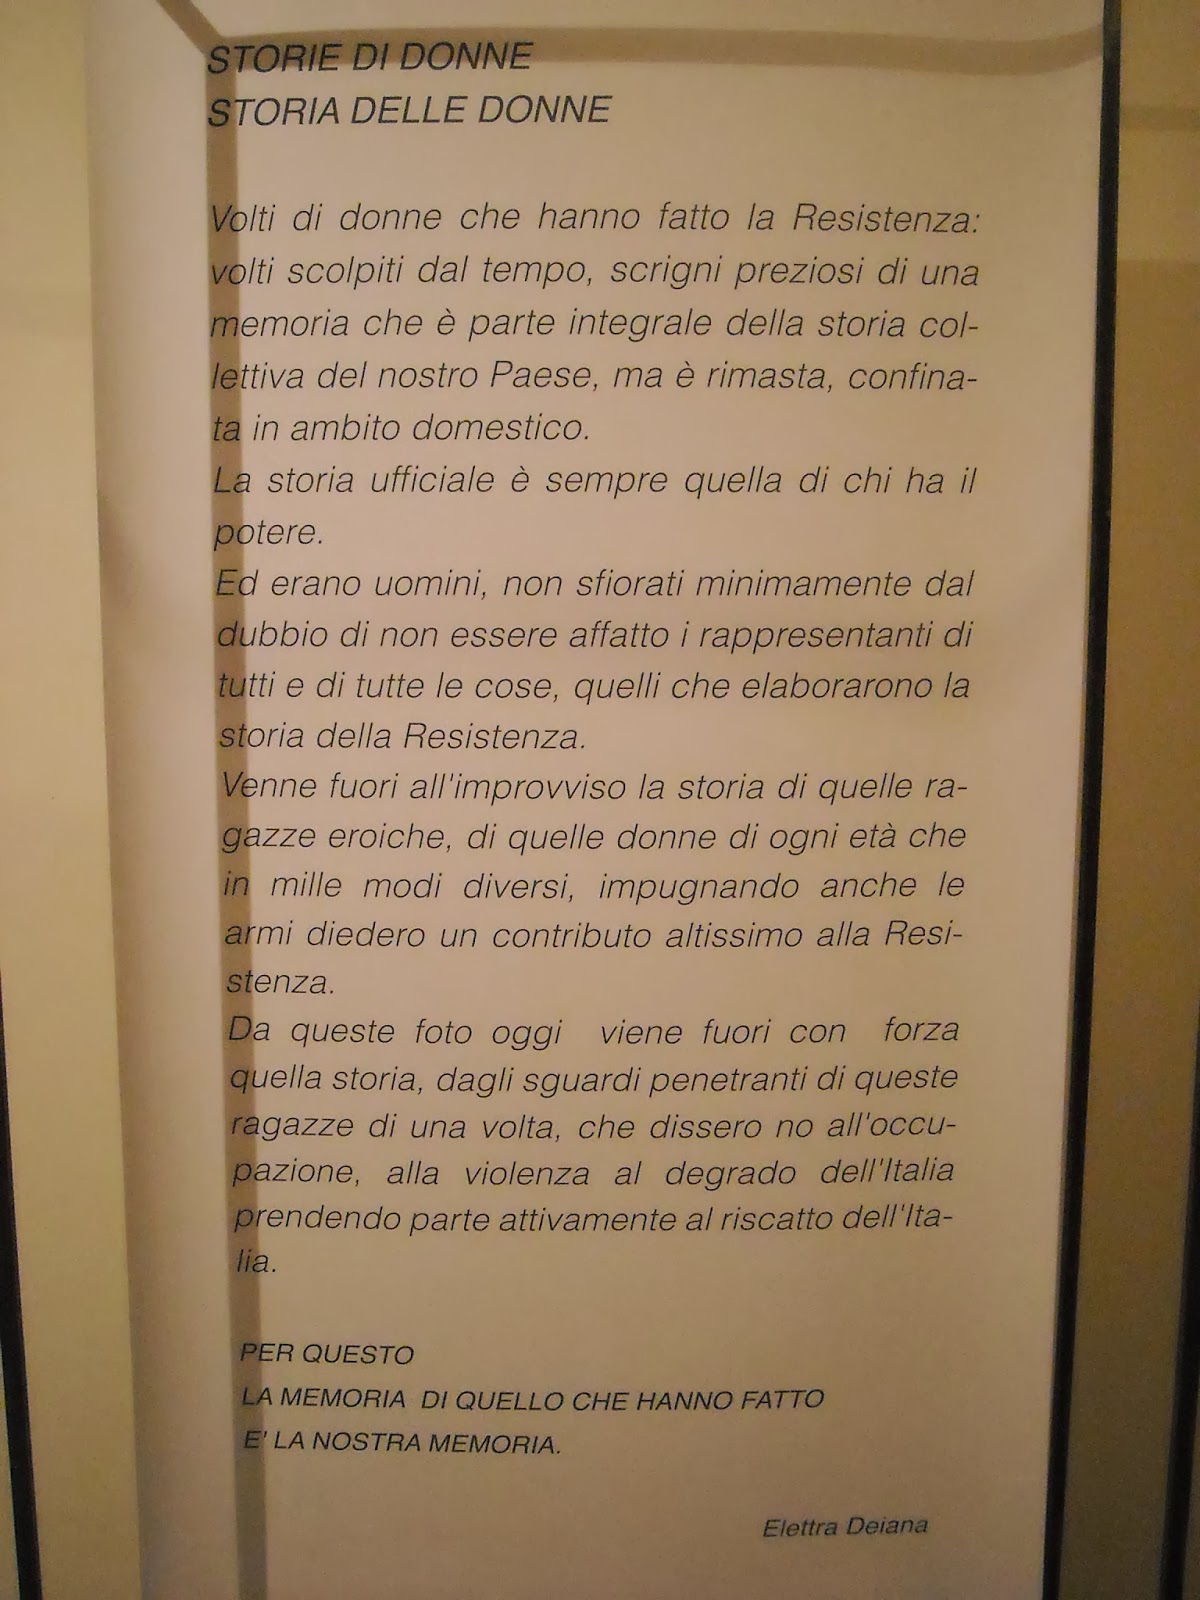 STORIE DI DONNE
STORIA DELLE DONNE
Volti di donne che hanno fatto la Resistenza:
volti scolpiti dal tempo, scrigni preziosi di una
memoria che è parte integrale della storia col-
lettiva del nostro Paese, ma è rimasta, confina-
ta in ambito domestico.
La storia ufficiale è sempre quella di chi ha il
potere.
Ed erano uomini, non sfiorati minimamente dal
dubbio di non essere affatto i rappresentanti di
tutti e di tutte le cose, quelli che elaborarono la
storia della Resistenza.
Venne fuori all'improvviso la storia di quelle ra-
gazze eroiche, di quelle donne di ogni età che
in mille modi diversi, impugnando anche le
armi diedero un contributo altissimo alla Resi-
stenza.
Da queste foto oggi viene fuori con forza
quella storia, dagli sguardi penetranti di queste
ragazze di una volta, che dissero no all'occu-
pazione, alla violenza al degrado dell'Italia
prendendo parte attivamente al riscatto dell'Ita-
lia.
PER QUESTO
LA MEMORIA DI QUELLO CHE HANNO FATTO
E' LA NOSTRA MEMORIA.
Elettra Deiana